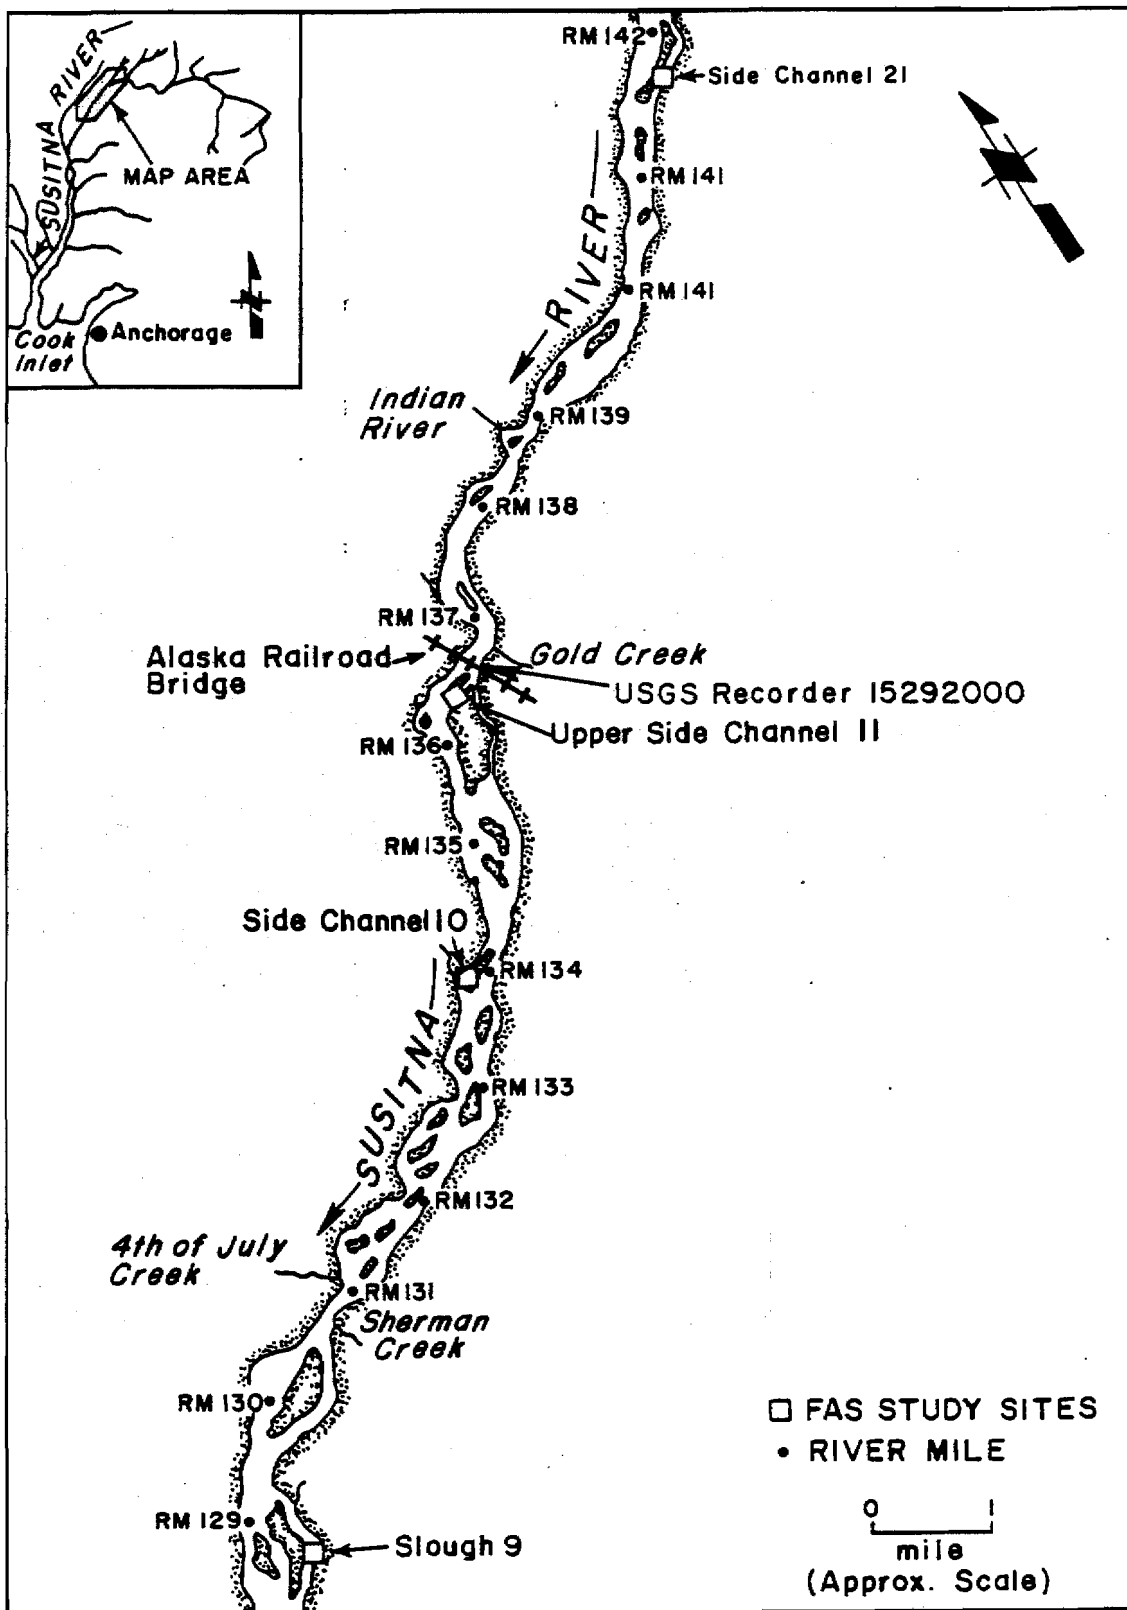 SUSITNA RIVER
MAP AREA
Cook
Inlet
Anchorage
RM 142
Side Channel 21
RM 141
RM 141
RIVER
Indian
River
RM 139
RM 138
RM 137
Alaska Railroad
Bridge
Gold Creek
USGS Recorder 15292000
Upper Side Channel 11
RM 136
RM 135
Side Channel 10
RM 134
SUSITNA
RM 133
RM 132
4th of July
Creek
RM 131
Sherman
Creek
RM 130
RM 129
Slough 9
FAS STUDY SITES
RIVER MILE
0 1
mile
(Approx. Scale)